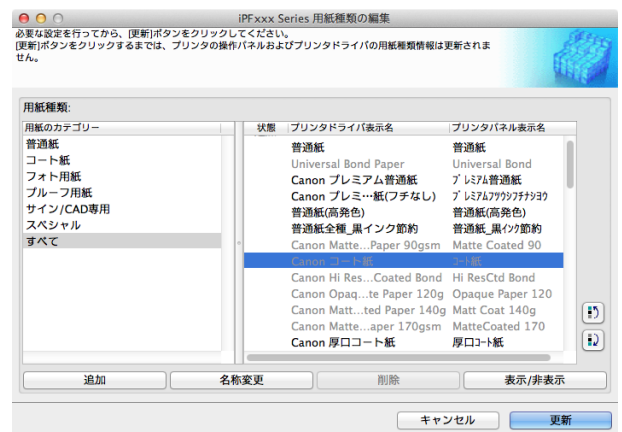 iPFxxx Series 用紙種類の編集
必要な設定を行ってから、[更新]ボタンをクリックしてください。
[更新]ボタンをクリックするまでは、プリンタの操作パネルおよびプリンタドライバの用紙種類情報は更新されま
せん。
用紙種類:
用紙のカテゴリー
普通紙
コート紙
フォト用紙
プルーフ用紙
サイン/CAD専用
スペシャル
すべて
状態 プリンタドライバ表示名 プリンタパネル表示名
普通紙 普通紙
Universal Bond Paper Universal Bond
Canon プレミアム普通紙 プレミアム普通紙
Canon プレミ…紙(フチなし) プレミアムフツウシフチナシヨウ
普通紙(高発色) 普通紙(高発色)
普通紙全種_黒インク節約 普通紙_黒インク節約
Canon Matte…Paper 90gsm Matte Coated 90
Canon コート紙 コート紙
Canon Hi Res…Coated Bond Hi ResCtd Bond
Canon Opaq…te Paper 120g Opaque Paper 120
Canon Matt…ted Paper 140g Matt Coat 140g
Canon Matte…aper 170gsm MatteCoated 170
Canon 厚口コート紙 厚口コート紙
追加 名称変更 削除 表示/非表示
キャンセル 更新